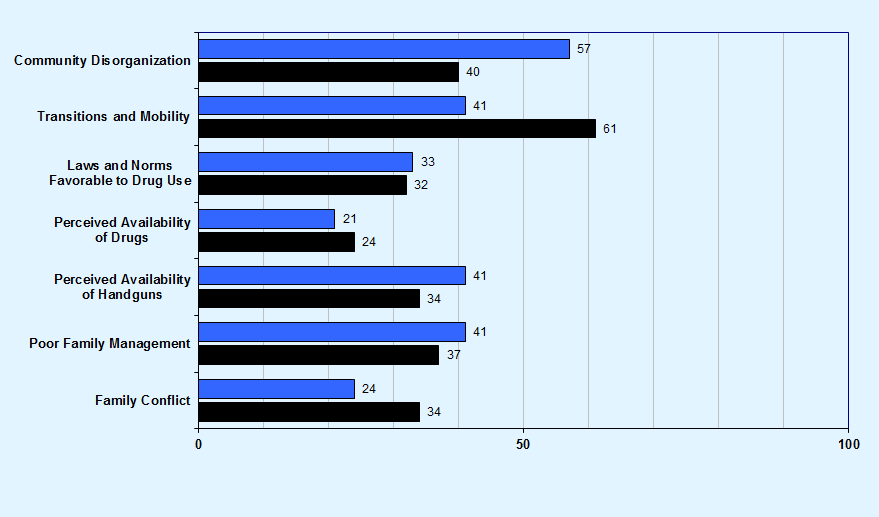 57
Community Disorganization
40
41
Transitions and Mobility
61
Laws and Norms
Favorable to Drug Use
33
32
Perceived Availability
of Drugs
21
24
Perceived Availability
of Handguns
41
34
41
Poor Family Management
37
24
Family Conflict
34
0
50
100